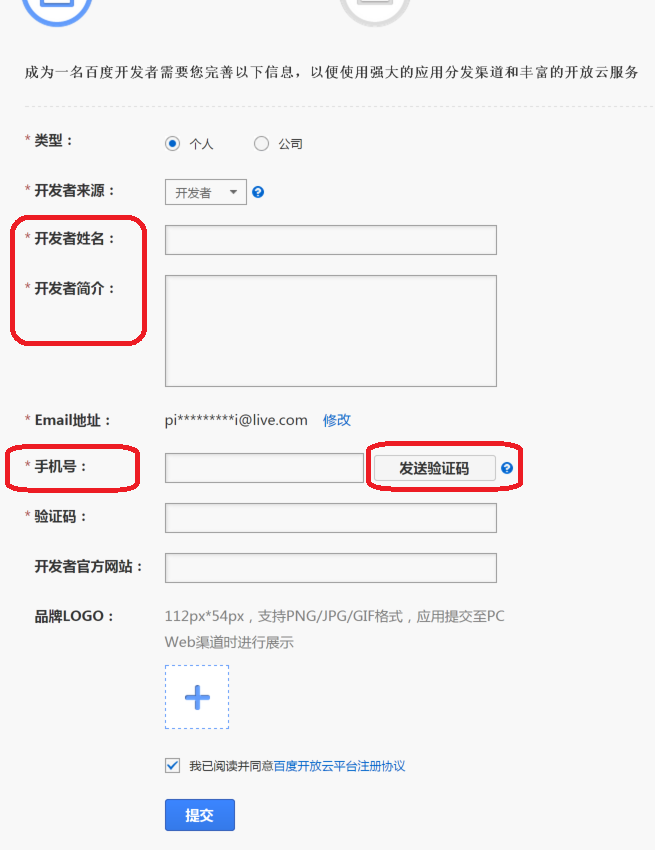 成为一名百度开发者需要您完善以下信息，以便使用强大的应用分发渠道和丰富的开放云服务
* 类型： 个人 公司
* 开发者来源： 开发者 ?
* 开发者姓名：
* 开发者简介：
* Email地址： pi*********i@live.com 修改
* 手机号： 发送验证码 ?
* 验证码：
开发者官方网站：
品牌LOGO： 112px*54px，支持PNG/JPG/GIF格式，应用提交至PC
Web渠道时进行展示
我已阅读并同意百度开放云平台注册协议
提交